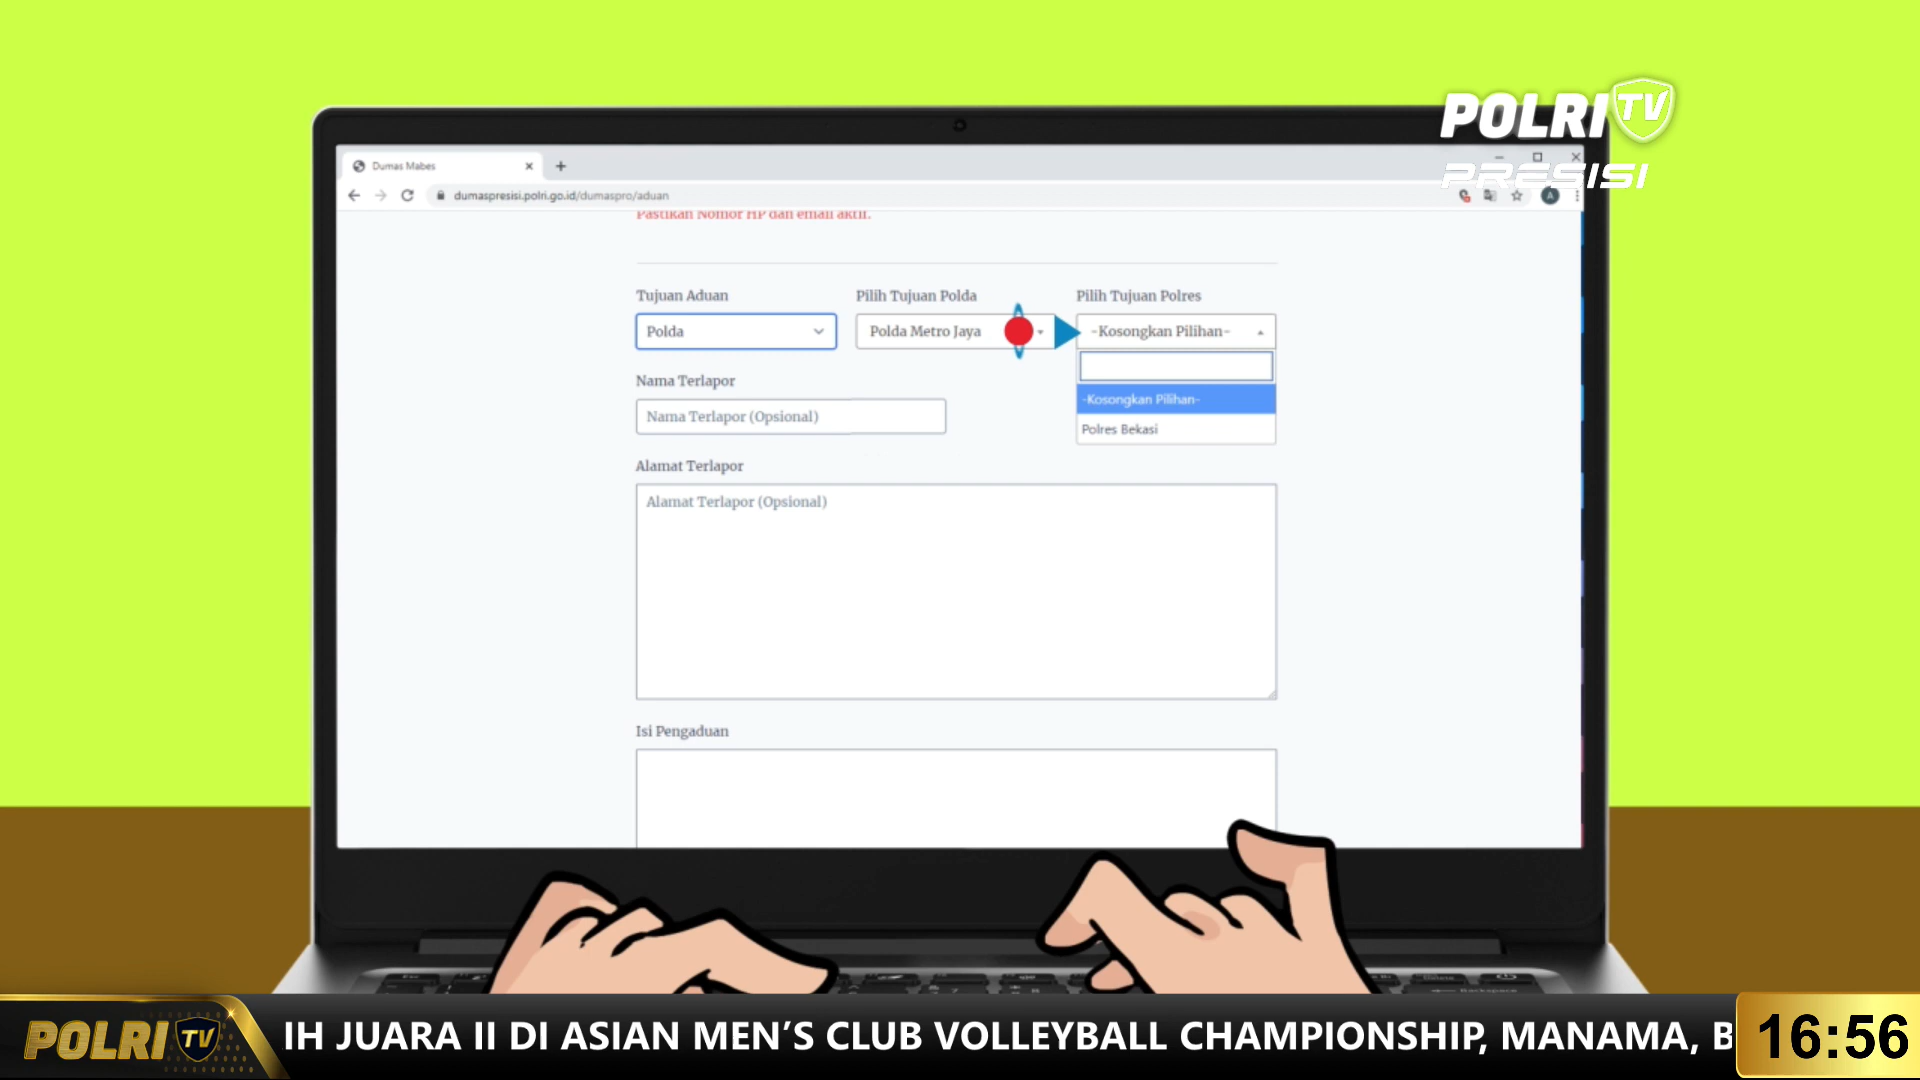 POLRI TV
PRESISI
Dumas Mabes
dumaspresisi.polri.go.id/dumaspro/aduan
A
Pastikan Nomor HP dan email aktif.
Tujuan Aduan
Pilih Tujuan Polda
Pilih Tujuan Polres
Polda
Polda Metro Jaya
-Kosongkan Pilihan-
-Kosongkan Pilihan-
Polres Bekasi
Nama Terlapor
Nama Terlapor (Opsional)
Alamat Terlapor
Alamat Terlapor (Opsional)
Isi Pengaduan
Backspace
POLRI TV
IH JUARA II DI ASIAN MEN'S CLUB VOLLEYBALL CHAMPIONSHIP, MANAMA, B
16:56